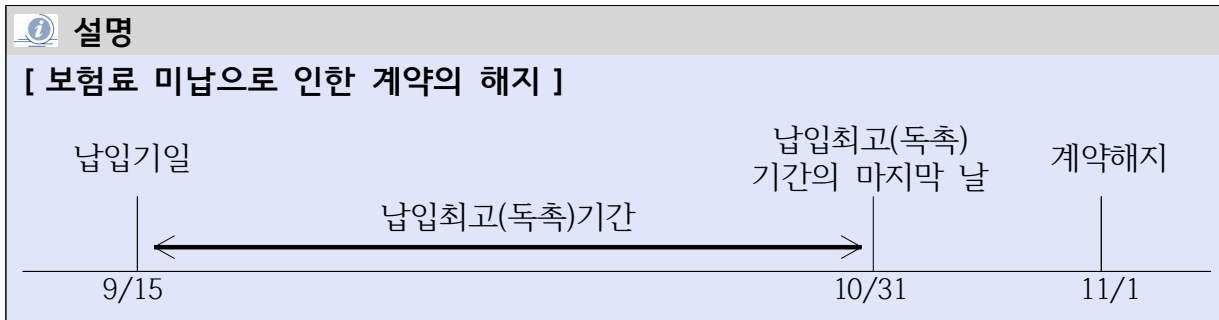 설명
[ 보험료 미납으로 인한 계약의 해지 ]
납입기일
납입최고(독촉)
기간의 마지막 날
계약해지
납입최고(독촉)기간
9/15
10/31
11/1